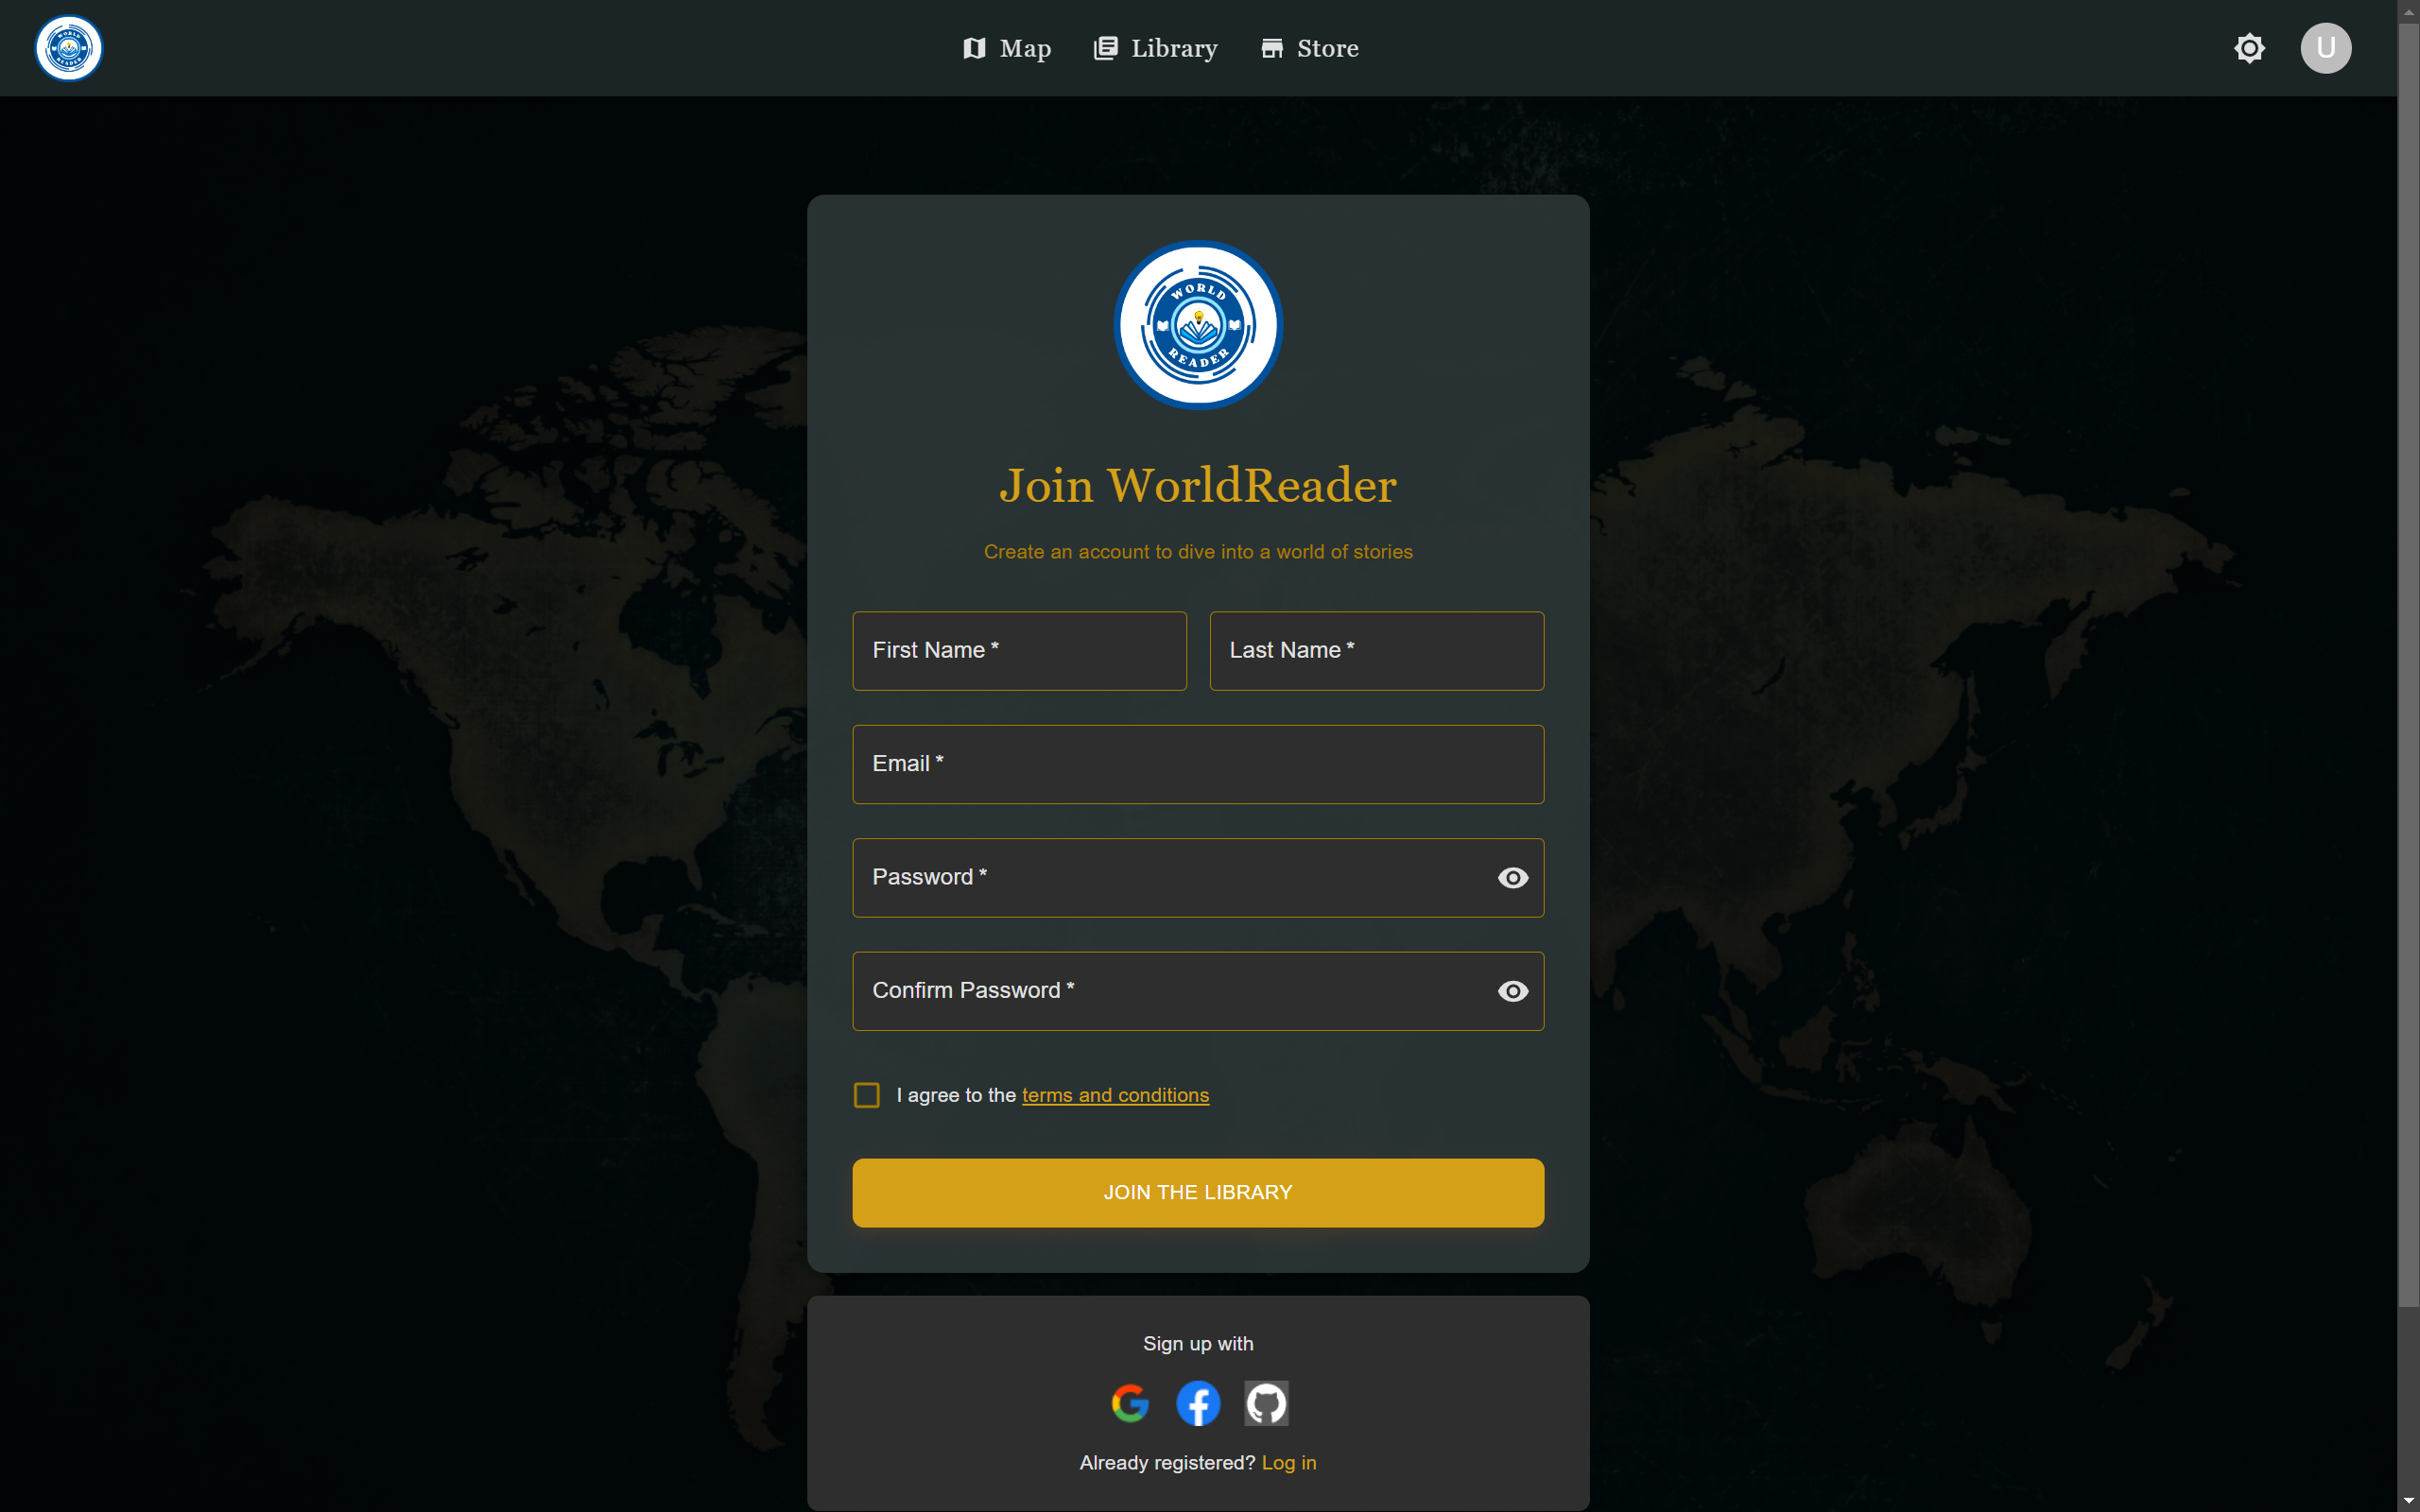 WORLD
READER
Map
Library
Store
U
WORLD
READER
Join WorldReader
Create an account to dive into a world of stories
First Name *
Last Name *
Email *
Password *
Confirm Password *
I agree to the terms and conditions
JOIN THE LIBRARY
Sign up with
Already registered? Log in